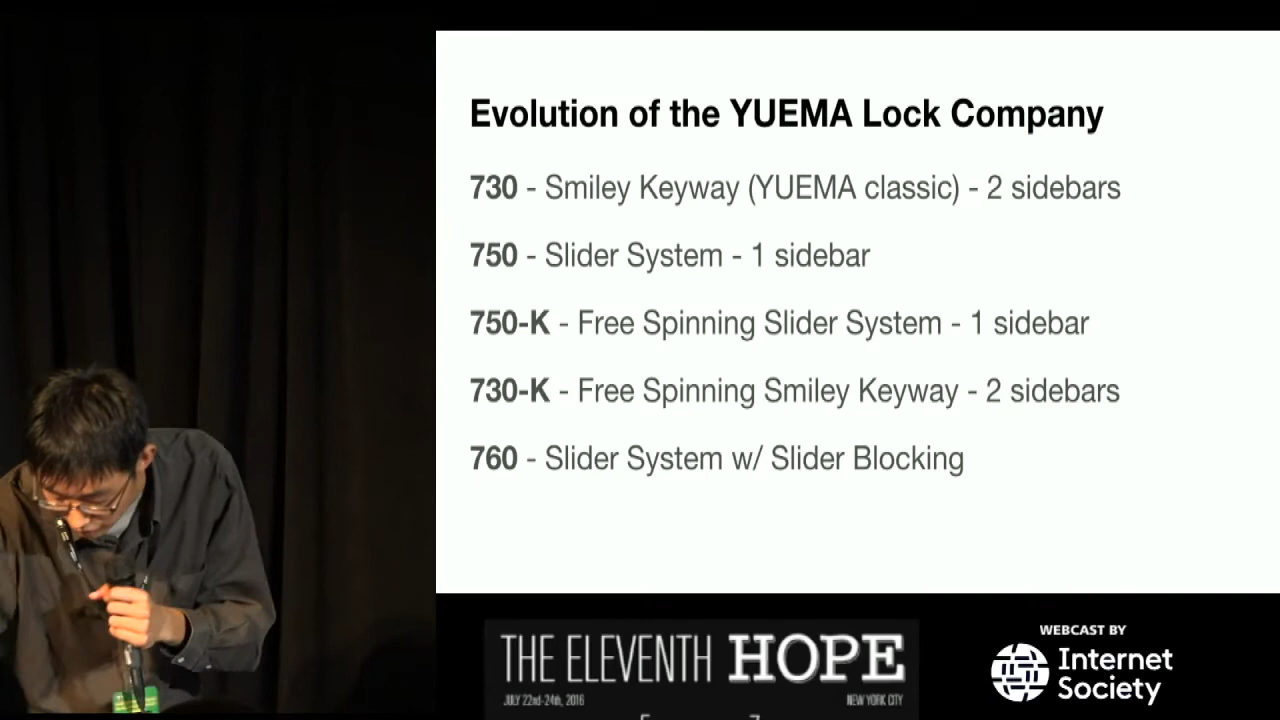 Evolution of the YUEMA Lock Company
730 - Smiley Keyway (YUEMA classic) - 2 sidebars
750 - Slider System - 1 sidebar
750-K - Free Spinning Slider System - 1 sidebar
730-K - Free Spinning Smiley Keyway - 2 sidebars
760 - Slider System w/ Slider Blocking
THE ELEVENTH HOPE
JULY 22nd-24th, 2016
NEW YORK CITY
WEBCAST BY
Internet
Society